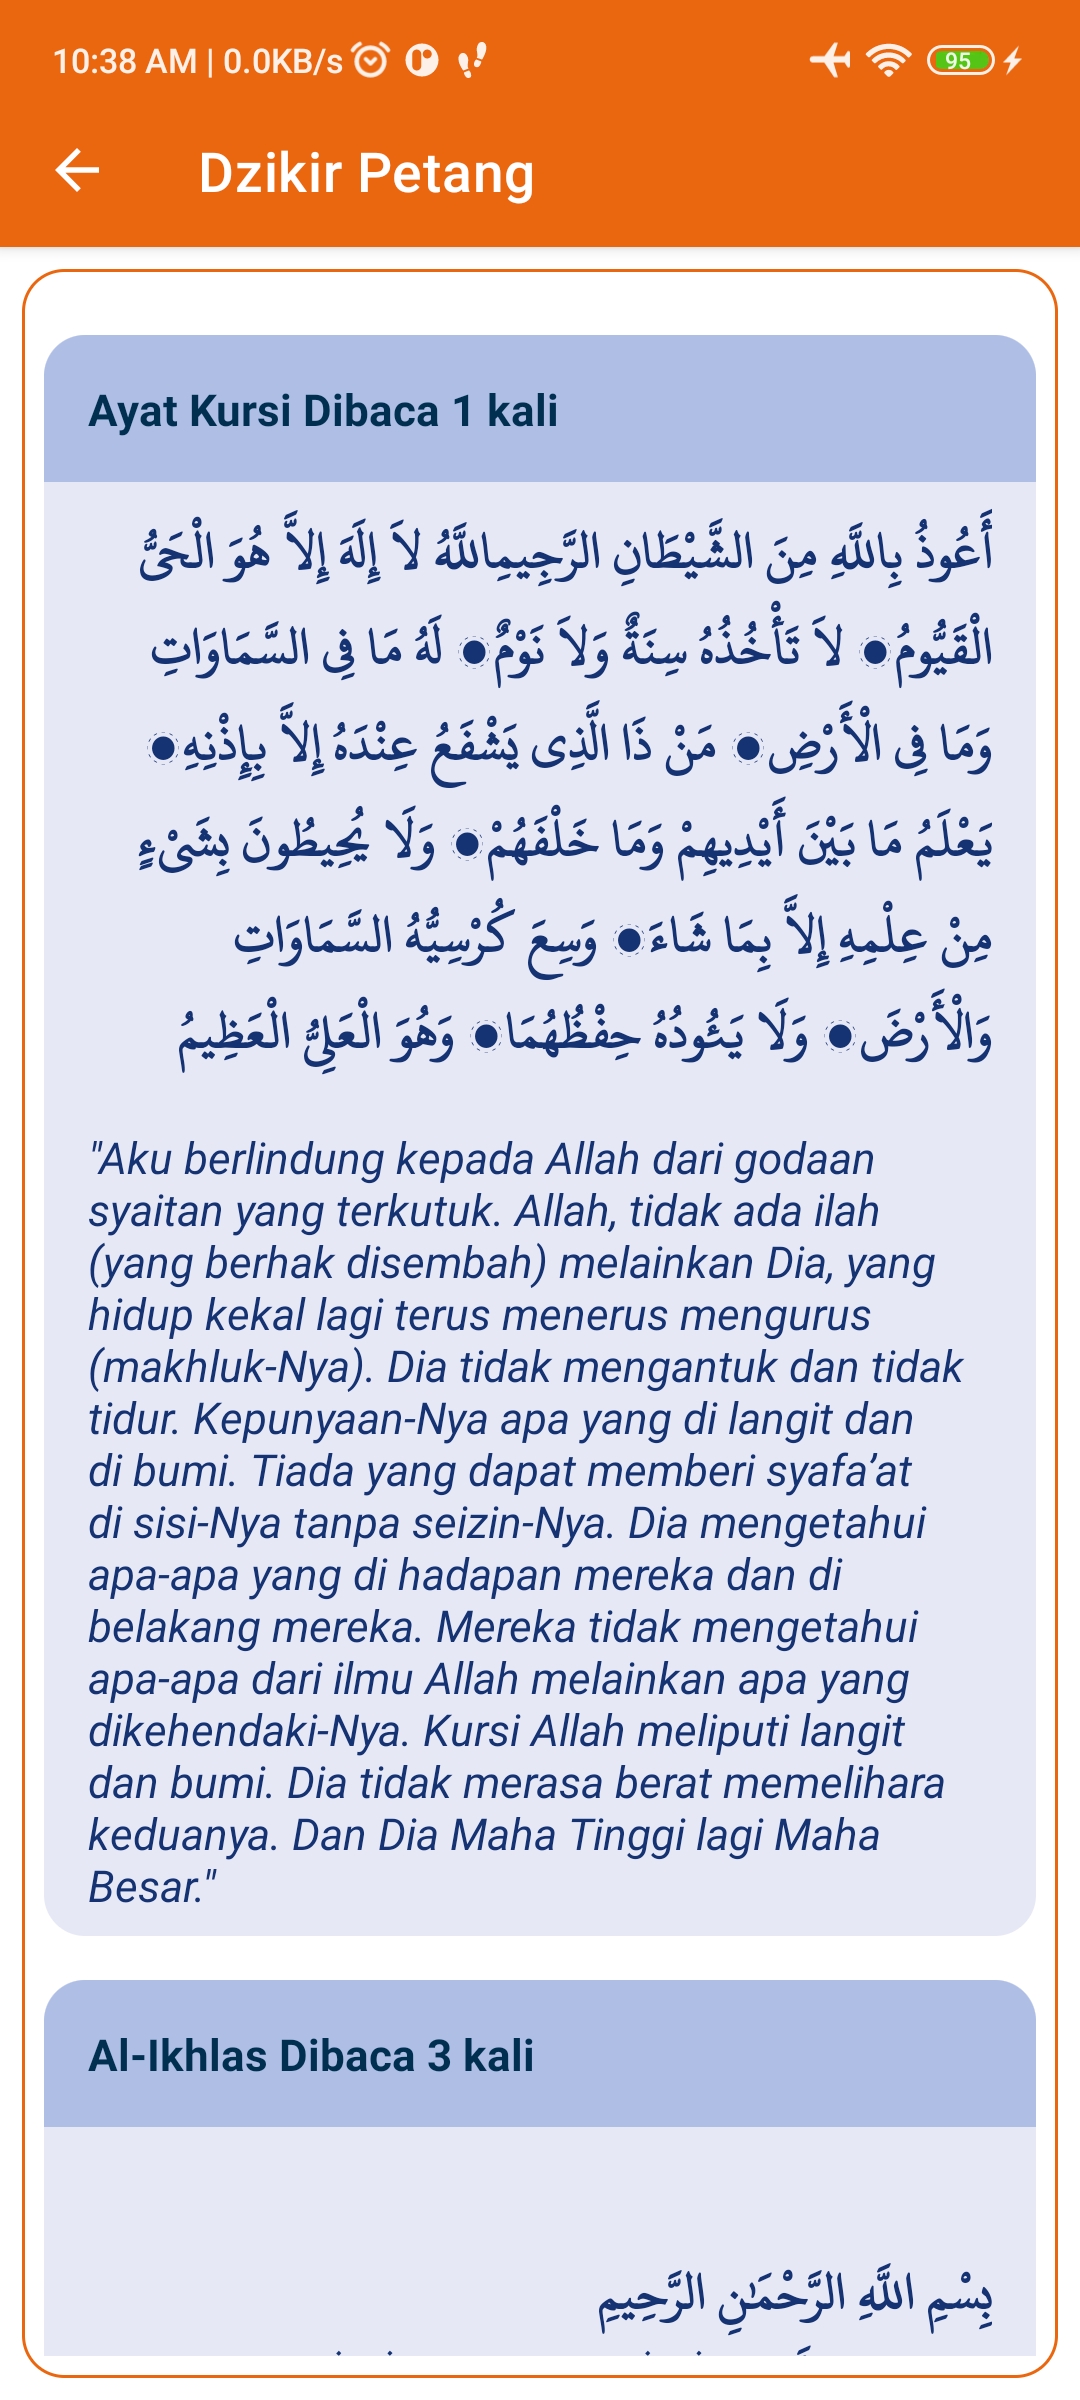 10:38 AM | 0.0KB/s
95
Dzikir Petang
Ayat Kursi Dibaca 1 kali
أَعُوذُ بِاللَّهِ مِنَ الشَّيْطَانِ الرَّجِيمِاللَّهُ لاَ إِلَهَ إِلاَّ هُوَ الْحَىُّ
الْقَيُّومُ۝ لاَ تَأْخُذُهُ سِنَةٌ وَلاَ نَوْمٌ۝ لَهُ مَا فِى السَّمَاوَاتِ
وَمَا فِى الْأَرْضِ۝ مَنْ ذَا الَّذِى يَشْفَعُ عِنْدَهُ إِلاَّ بِإِذْنِهِ۝
يَعْلَمُ مَا بَيْنَ أَيْدِيهِمْ وَمَا خَلْفَهُمْ۝ وَلَا يُحِيطُونَ بِشَىْءٍ
مِنْ عِلْمِهِ إِلاَّ بِمَا شَاءَ۝ وَسِعَ كُرْسِيُّهُ السَّمَاوَاتِ
وَالْأَرْضَ۝ وَلَا يَئُودُهُ حِفْظُهُمَا۝ وَهُوَ الْعَلِىُّ الْعَظِيمُ
"Aku berlindung kepada Allah dari godaan
syaitan yang terkutuk. Allah, tidak ada ilah
(yang berhak disembah) melainkan Dia, yang
hidup kekal lagi terus menerus mengurus
(makhluk-Nya). Dia tidak mengantuk dan tidak
tidur. Kepunyaan-Nya apa yang di langit dan
di bumi. Tiada yang dapat memberi syafa’at
di sisi-Nya tanpa seizin-Nya. Dia mengetahui
apa-apa yang di hadapan mereka dan di
belakang mereka. Mereka tidak mengetahui
apa-apa dari ilmu Allah melainkan apa yang
dikehendaki-Nya. Kursi Allah meliputi langit
dan bumi. Dia tidak merasa berat memelihara
keduanya. Dan Dia Maha Tinggi lagi Maha
Besar."
Al-Ikhlas Dibaca 3 kali
بِسْمِ اللَّهِ الرَّحْمَٰنِ الرَّحِيمِ